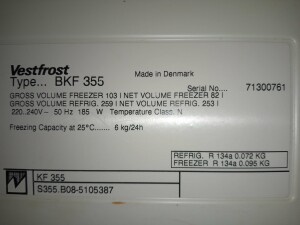 Vestfrost
Made in Denmark
Type... BKF 355
Serial No... 71300761
GROSS VOLUME FREEZER 103 l NET VOLUME FREEZER 82 l
GROSS VOLUME REFRIG. 259 l NET VOLUME REFRIG. 253 l
220..240V - 50 Hz 185 W Temperature Class. N
Freezing Capacity at 25°C...... : 6 kg/24h
REFRIG. R 134a 0.072 KG
FREEZER R 134a 0.095 KG
KF 355
S355.B08-5105387